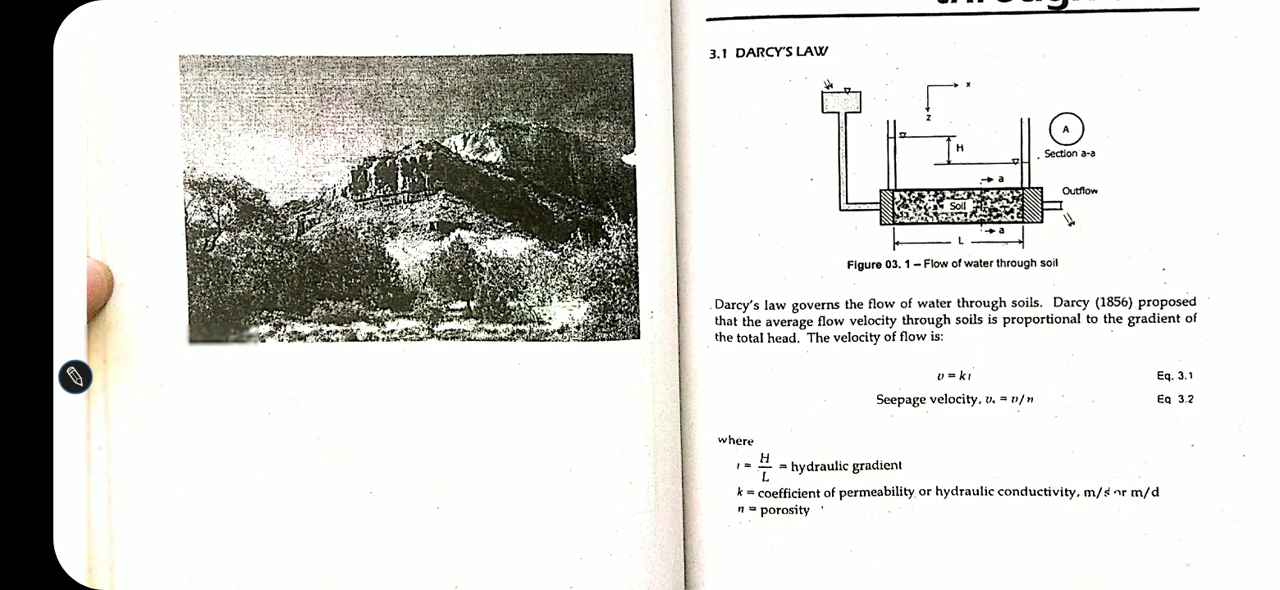 3.1 DARCY'S LAW
x
z
H
A
Section a-a
a
Outflow
Soil
a
L
Figure 03. 1 – Flow of water through soil
Darcy's law governs the flow of water through soils. Darcy (1856) proposed
that the average flow velocity through soils is proportional to the gradient of
the total head. The velocity of flow is:
v = ki Eq. 3.1
Seepage velocity, vs = v/n Eq 3.2
where
i = H/L = hydraulic gradient
k = coefficient of permeability or hydraulic conductivity, m/s or m/d
n = porosity